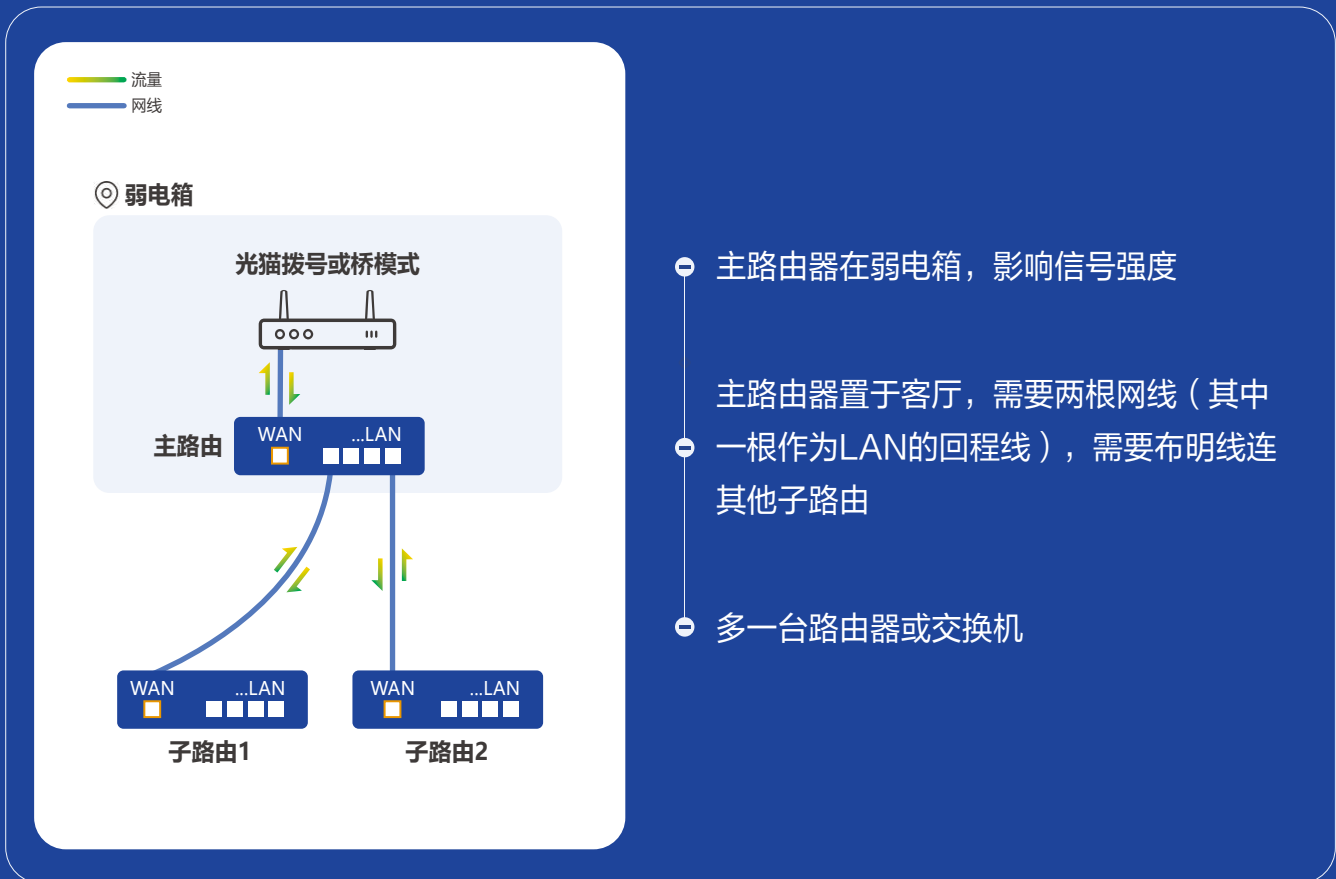 流量
网线
弱电箱
光猫拨号或桥模式
主路由
WAN
...LAN
WAN
...LAN
子路由1
WAN
...LAN
子路由2
主路由器在弱电箱，影响信号强度
主路由器置于客厅，需要两根网线（其中
一根作为LAN的回程线），需要布明线连
其他子路由
多一台路由器或交换机